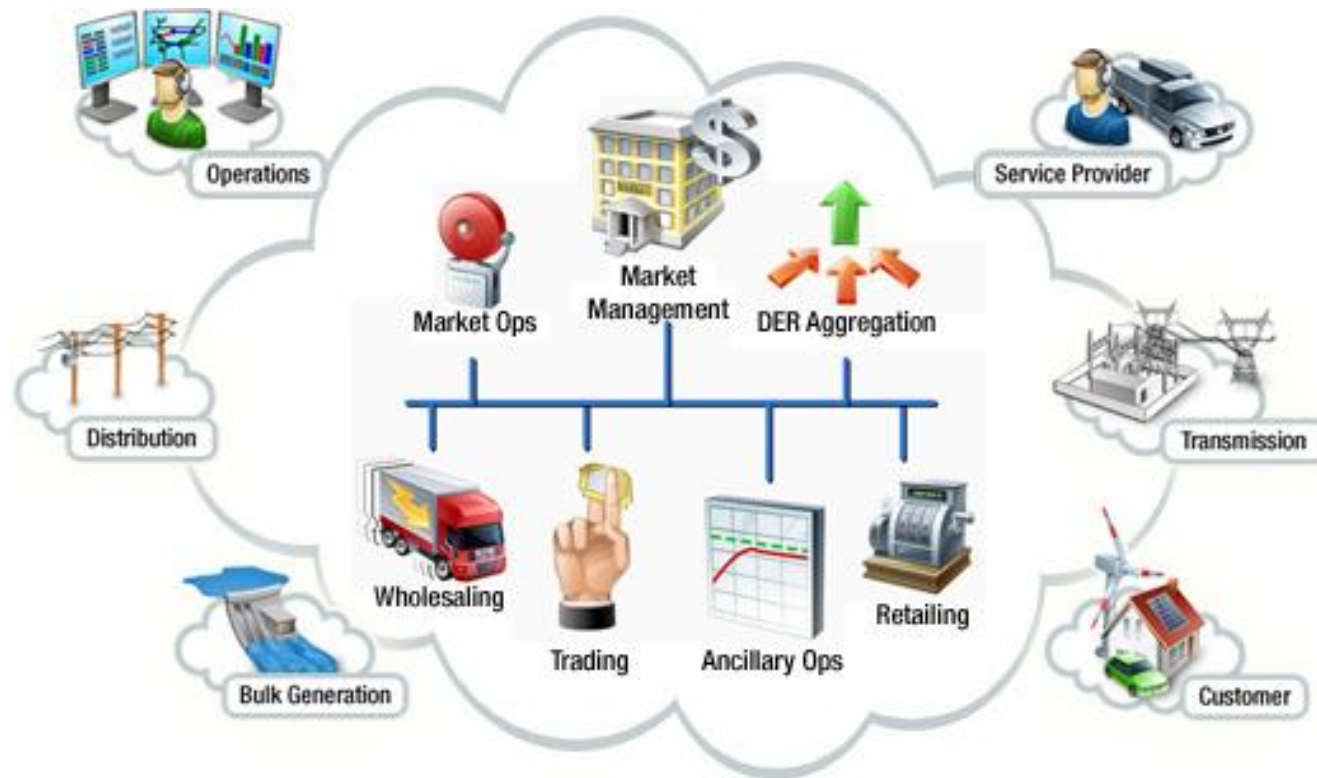 Operations
Service Provider
Market
Management
Market Ops
DER Aggregation
Distribution
Transmission
Wholesaling
Trading
Ancillary Ops
Retailing
Bulk Generation
Customer